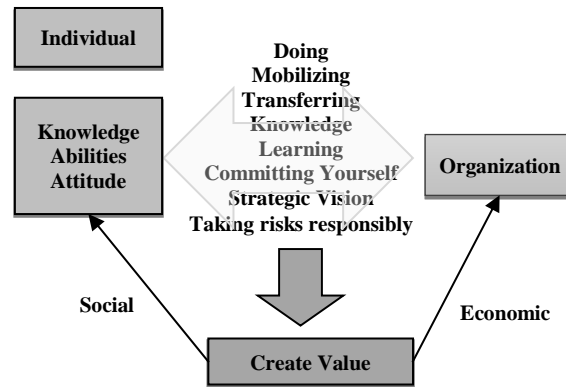 Individual
Knowledge
Abilities
Attitude
Doing
Mobilizing
Transferring
Knowledge
Learning
Committing Yourself
Strategic Vision
Taking risks responsibly
Organization
Social
Economic
Create Value